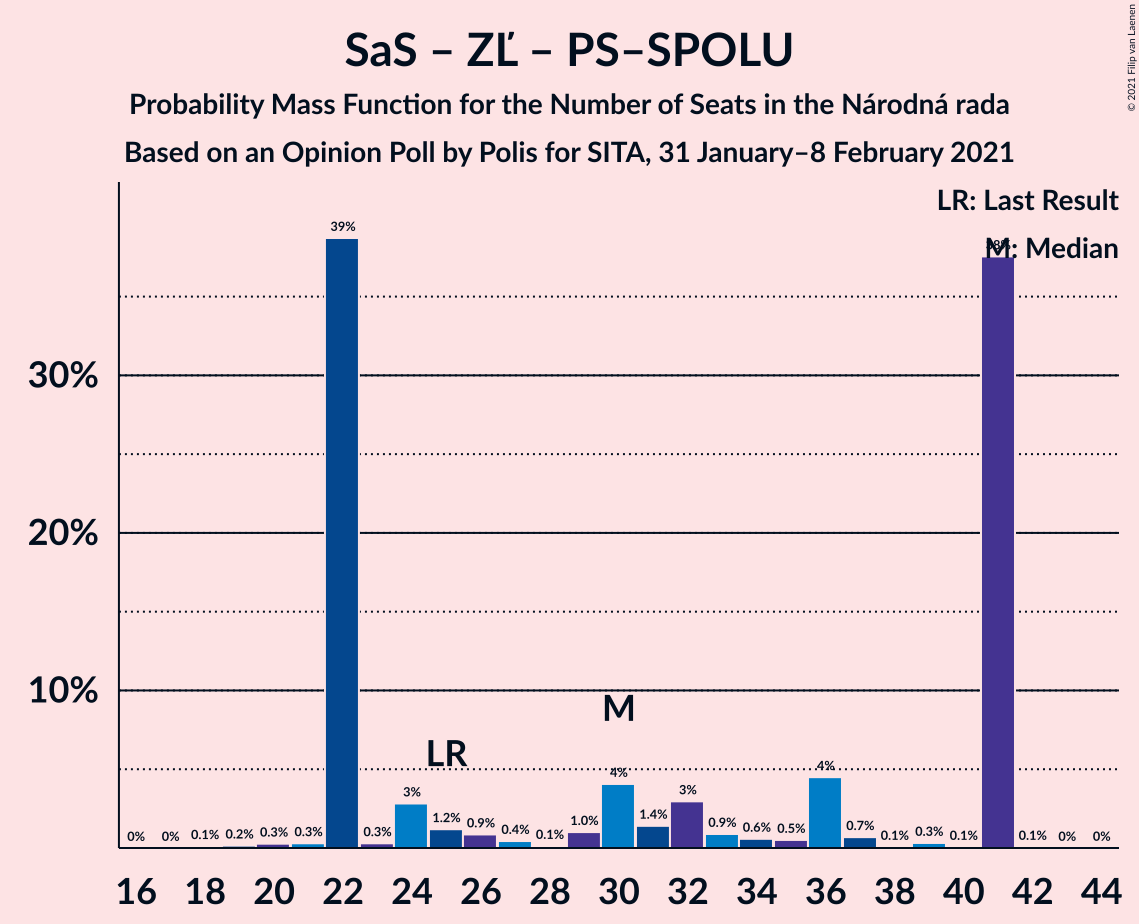 SaS – ZĽ – PS–SPOLU
Probability Mass Function for the Number of Seats in the Národná rada
Based on an Opinion Poll by Polis for SITA, 31 January–8 February 2021
© 2021 Filip van Laenen
LR: Last Result
M: Median
30%
20%
10%
M
LR
0% 0% 0.1% 0.2% 0.3% 0.3% 39% 0.3% 3% 1.2% 0.9% 0.4% 0.1% 1.0% 4% 1.4% 3% 0.9% 0.6% 0.5% 4% 0.7% 0.1% 0.3% 0.1% 38% 0.1% 0% 0%
16 18 20 22 24 26 28 30 32 34 36 38 40 42 44